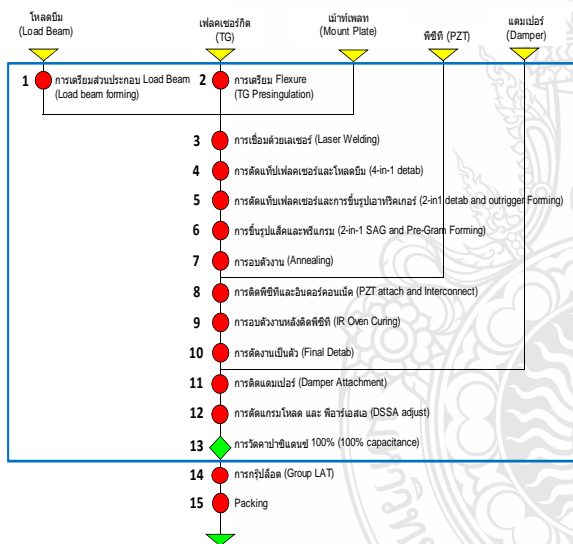 โหลดบีม
(Load Beam)
เฟลคเซอร์กิต
(TG)
เม้าท์เพลท
(Mount Plate)
พีซีที (PZT)
แดมเปอร์
(Damper)
1 การเตรียมส่วนประกอบ Load Beam
(Load beam forming)
2 การเตรียม Flexure
(TG Presingulation)
3 การเชื่อมด้วยเลเซอร์ (Laser Welding)
4 การตัดแท็ปเฟลคเซอร์และโหลดบีม (4-in-1 detab)
5 การตัดแท็บเฟลคเซอร์และการขึ้นรูปเอาทริคเกอร์ (2-in-1 detab and outrigger Forming)
6 การขึ้นรูปแส็คและพรีแกรม (2-in-1 SAG and Pre-Gram Forming)
7 การอบตัวงาน (Annealing)
8 การติดพีซีทีและอินเตอร์คอนเน็ค (PZT attach and Interconnect)
9 การอบตัวงานหลังติดพีซีที (IR Oven Curing)
10 การตัดงานเป็นตัว (Final Detab)
11 การติดแดมเปอร์ (Damper Attachment)
12 การดัดแกรมโหลด และ พีอาร์เอสเอ (DSSA adjust)
13 การวัดคาปาซิแตนซ์ 100% (100% capacitance)
14 การกรุ๊ปล็อต (Group LAT)
15 Packing